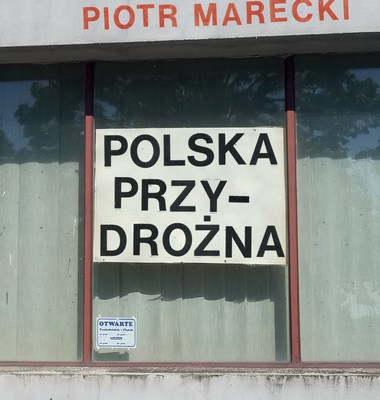 PIOTR MARECKI
POLSKA
PRZY-
DROŻNA
OTWARTE